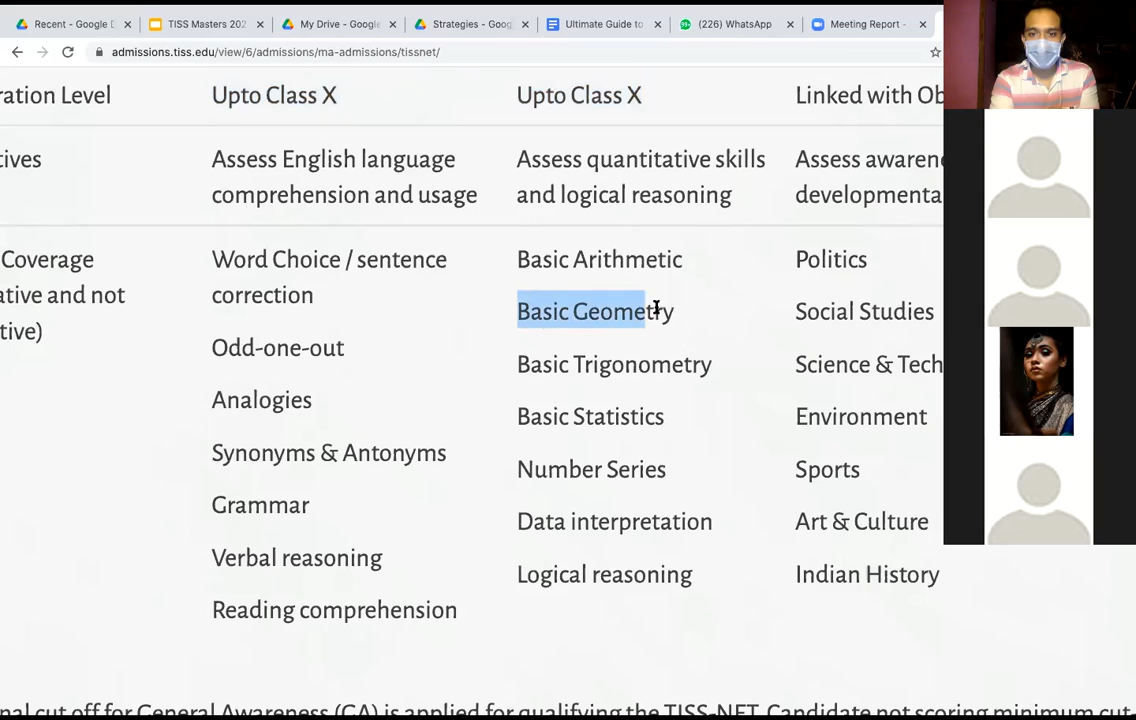 Recent - Google D
TISS Masters 202
My Drive - Google
Strategies - Goog
Ultimate Guide to
99+
(226) WhatsApp
Meeting Report -
admissions.tiss.edu/view/6/admissions/ma-admissions/tissnet/
ration Level
Upto Class X
Upto Class X
Linked with Ob
tives
Assess English language
comprehension and usage
Assess quantitative skills
and logical reasoning
Assess awaren
developmenta
Coverage
ative and not
tive)
Word Choice / sentence
correction
Odd-one-out
Analogies
Synonyms & Antonyms
Grammar
Verbal reasoning
Reading comprehension
Basic Arithmetic
Basic Geometry
Basic Trigonometry
Basic Statistics
Number Series
Data interpretation
Logical reasoning
Politics
Social Studies
Science & Tech
Environment
Sports
Art & Culture
Indian History
nal cut off for General Awareness (GA) is applied for qualifying the TISS-NET. Candidate not scoring minimum cut